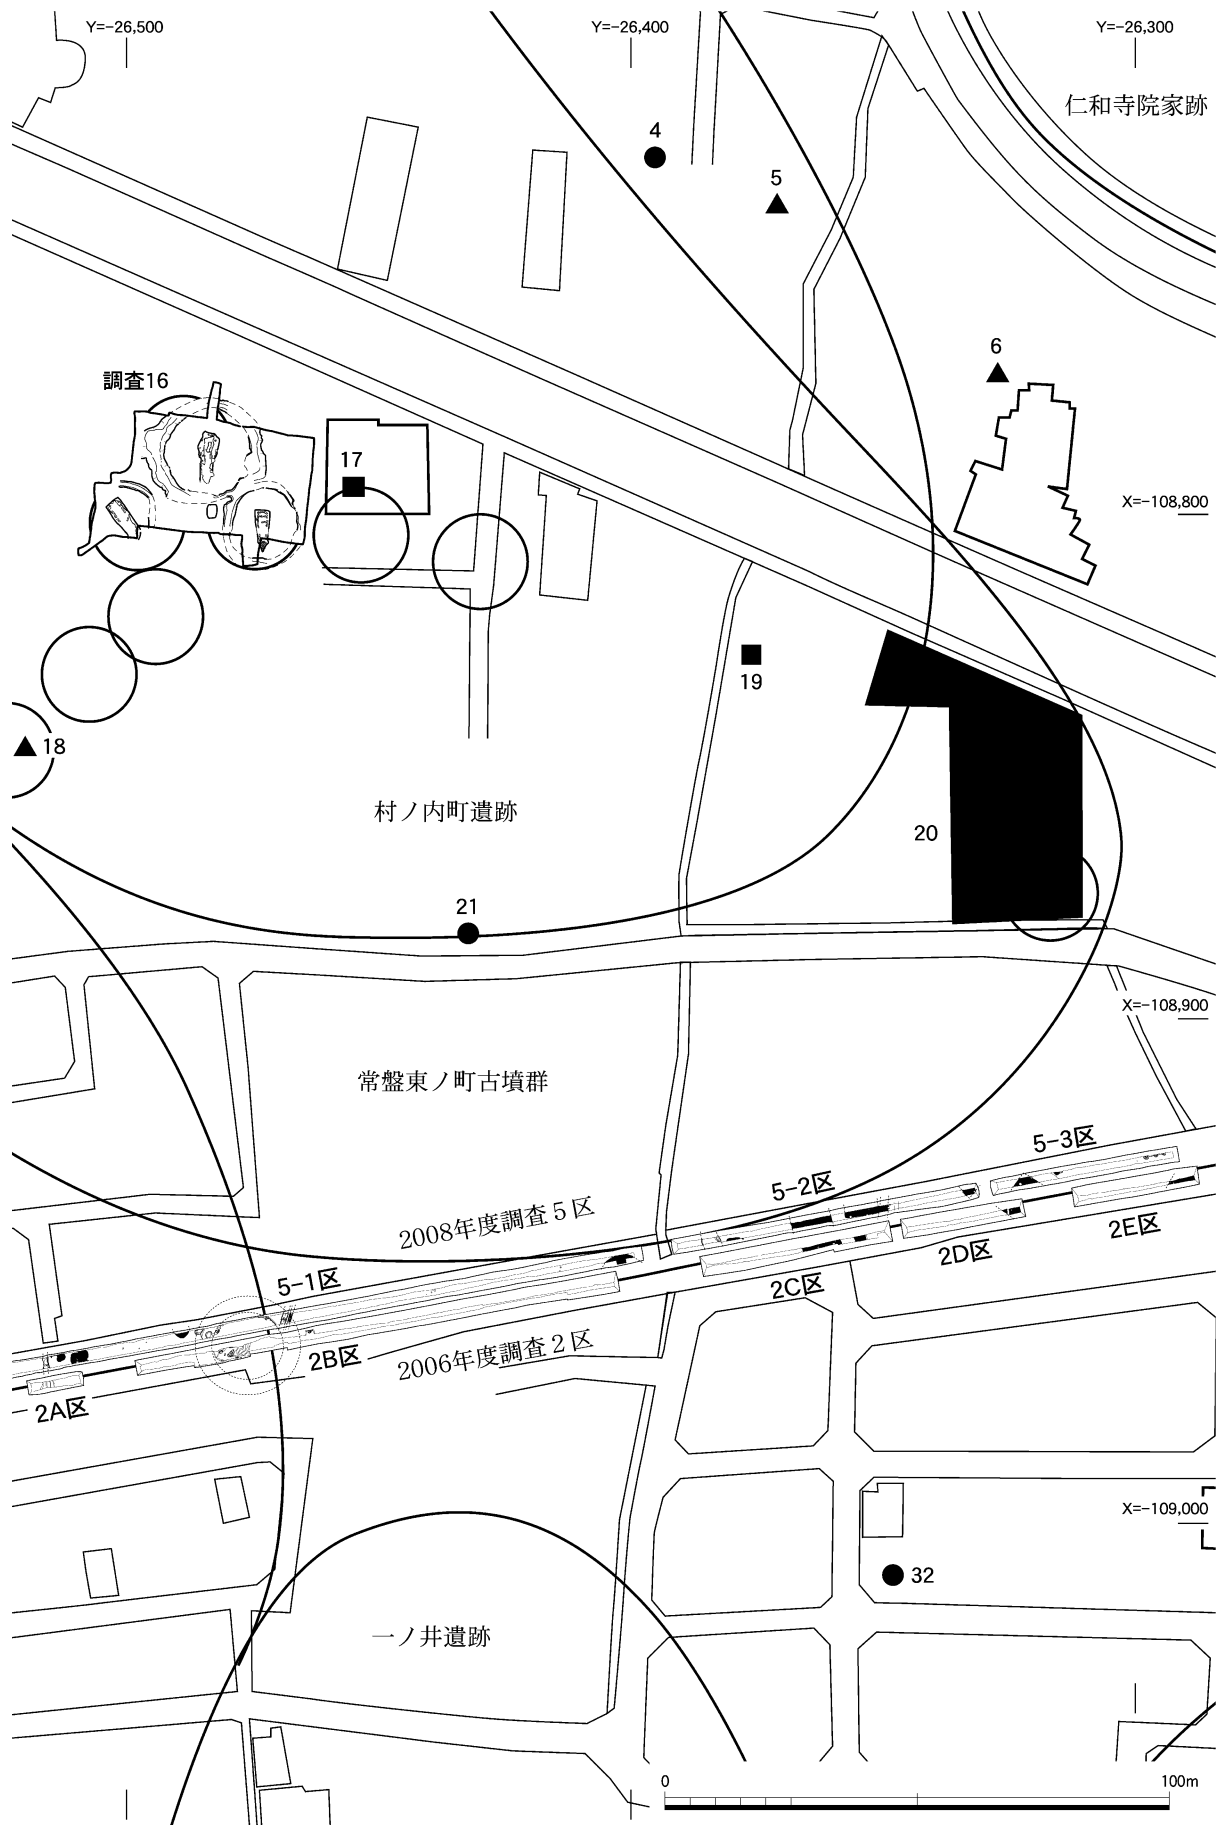 Y=−26,500
Y=−26,400
Y=−26,300
仁和寺院家跡
4
5
6
調査16
17
X=−108,800
19
18
村ノ内町遺跡
20
21
X=−108,900
常盤東ノ町古墳群
5−3区
5−2区
2008年度調査５区
2E区
2D区
5−1区
2C区
2B区
2006年度調査２区
2A区
X=−109,000
32
一ノ井遺跡
0
100m